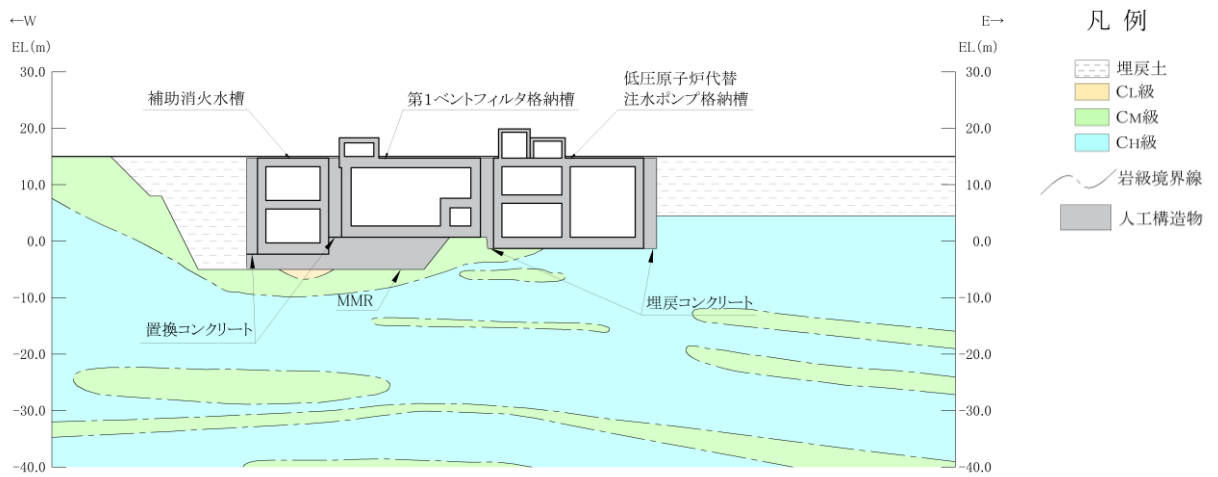 ←W
E→
凡 例
EL(m)
EL(m)
30.0
20.0
10.0
0.0
-10.0
-20.0
-30.0
-40.0
補助消火水槽
第1ベントフィルタ格納槽
低圧原子炉代替
注水ポンプ格納槽
置換コンクリート
MMR
埋戻コンクリート
30.0
20.0
10.0
0.0
-10.0
-20.0
-30.0
-40.0
埋戻土
CL級
CM級
CH級
岩級境界線
人工構造物